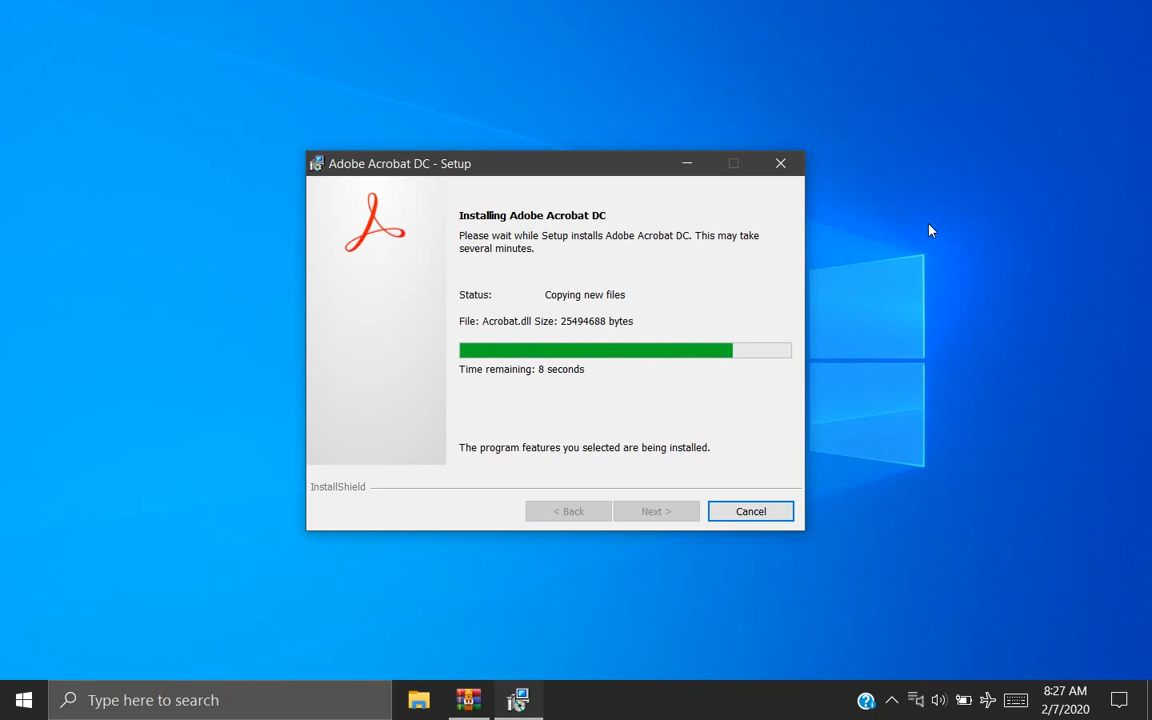 Adobe Acrobat DC - Setup
Installing Adobe Acrobat DC
Please wait while Setup installs Adobe Acrobat DC. This may take
several minutes.
Status: Copying new files
File: Acrobat.dll Size: 25494688 bytes
Time remaining: 8 seconds
The program features you selected are being installed.
InstallShield
< Back Next > Cancel
Type here to search
8:27 AM
2/7/2020